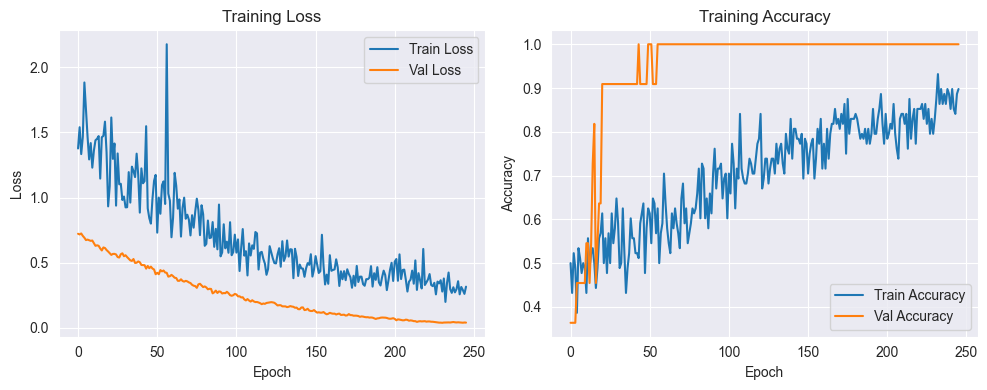 Training Loss
Train Loss
Val Loss
2.0
1.5
1.0
0.5
0.0
Loss
0
50
100
150
200
250
Epoch
Training Accuracy
1.0
0.9
0.8
0.7
0.6
0.5
0.4
Accuracy
Train Accuracy
Val Accuracy
0
50
100
150
200
250
Epoch